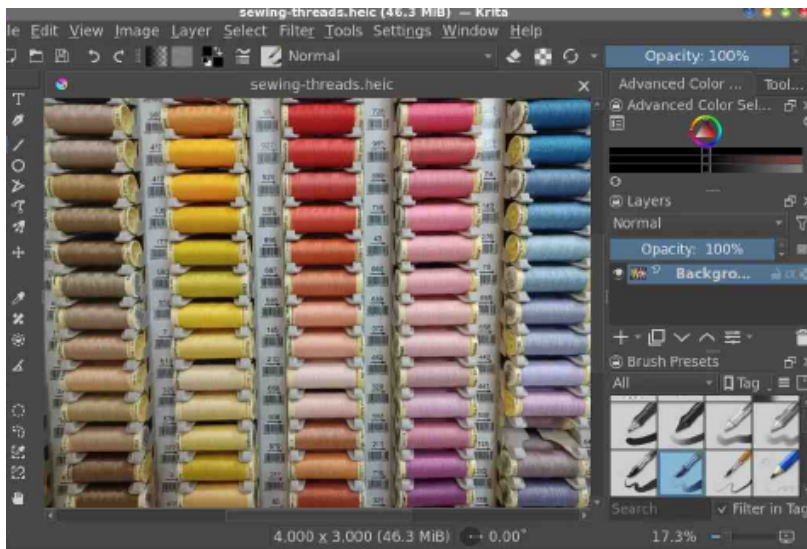 sewing-threads.heic (46.3 MiB) — Krita
le Edit View Image Layer Select Filter Tools Settings Window Help
Normal Opacity: 100%
sewing-threads.heic
Advanced Color ... Tool...
Advanced Color Sel...
Layers
Normal
Opacity: 100%
Backgro...
Brush Presets
All Tag
Search Filter in Tag
4,000 x 3,000 (46.3 MiB) 0.00° 17.3%